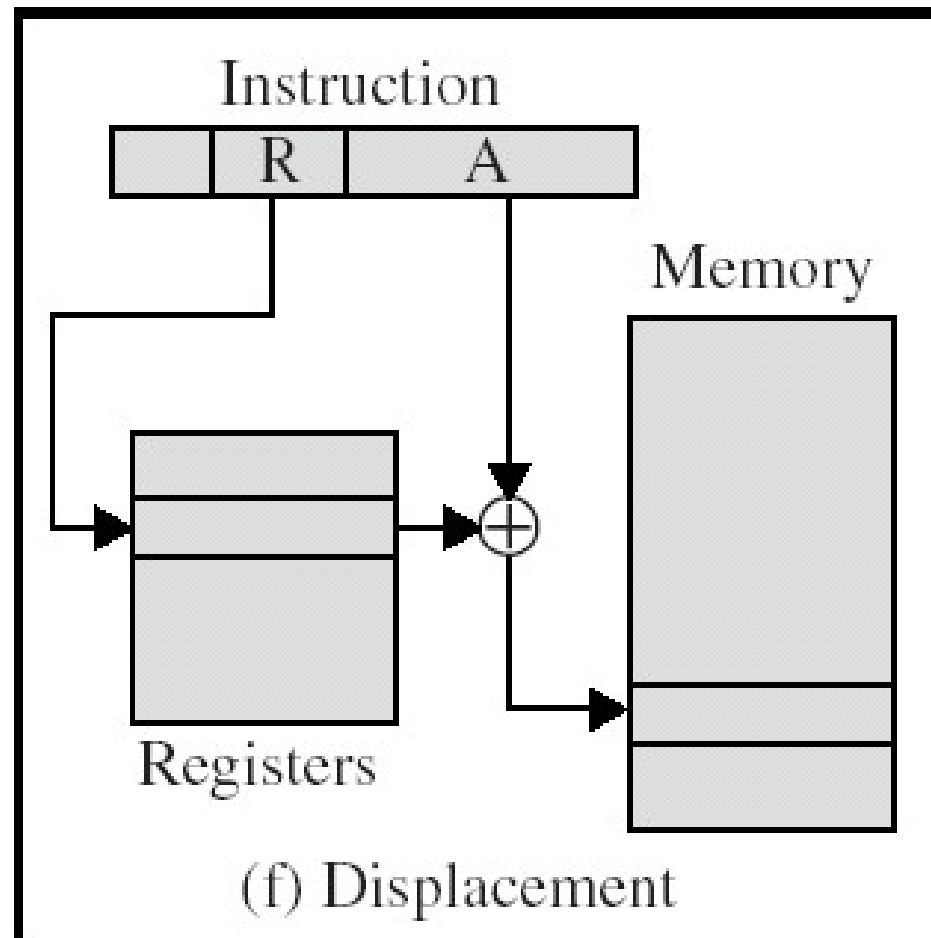 Instruction
R A
Memory
Registers
(f) Displacement